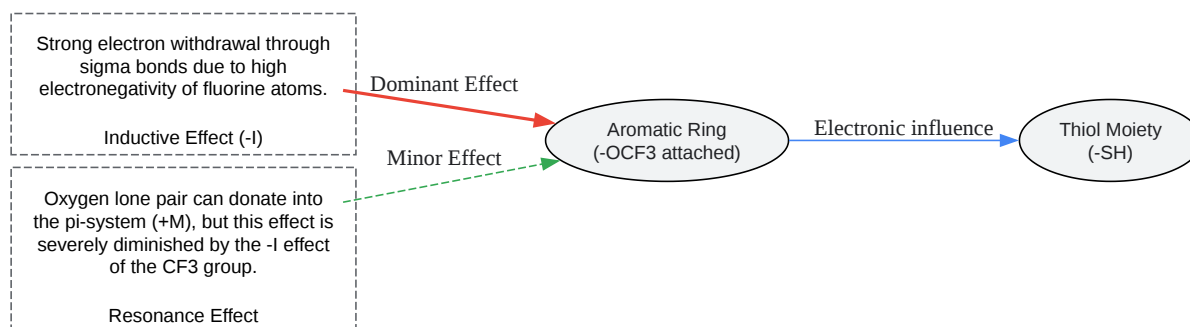 Strong electron withdrawal through
sigma bonds due to high
electronegativity of fluorine atoms.
Inductive Effect (-I)
Dominant Effect
Minor Effect
Oxygen lone pair can donate into
the pi-system (+M), but this effect is
severely diminished by the -I effect
of the CF3 group.
Resonance Effect
Aromatic Ring
(-OCF3 attached)
Electronic influence
Thiol Moiety
(-SH)